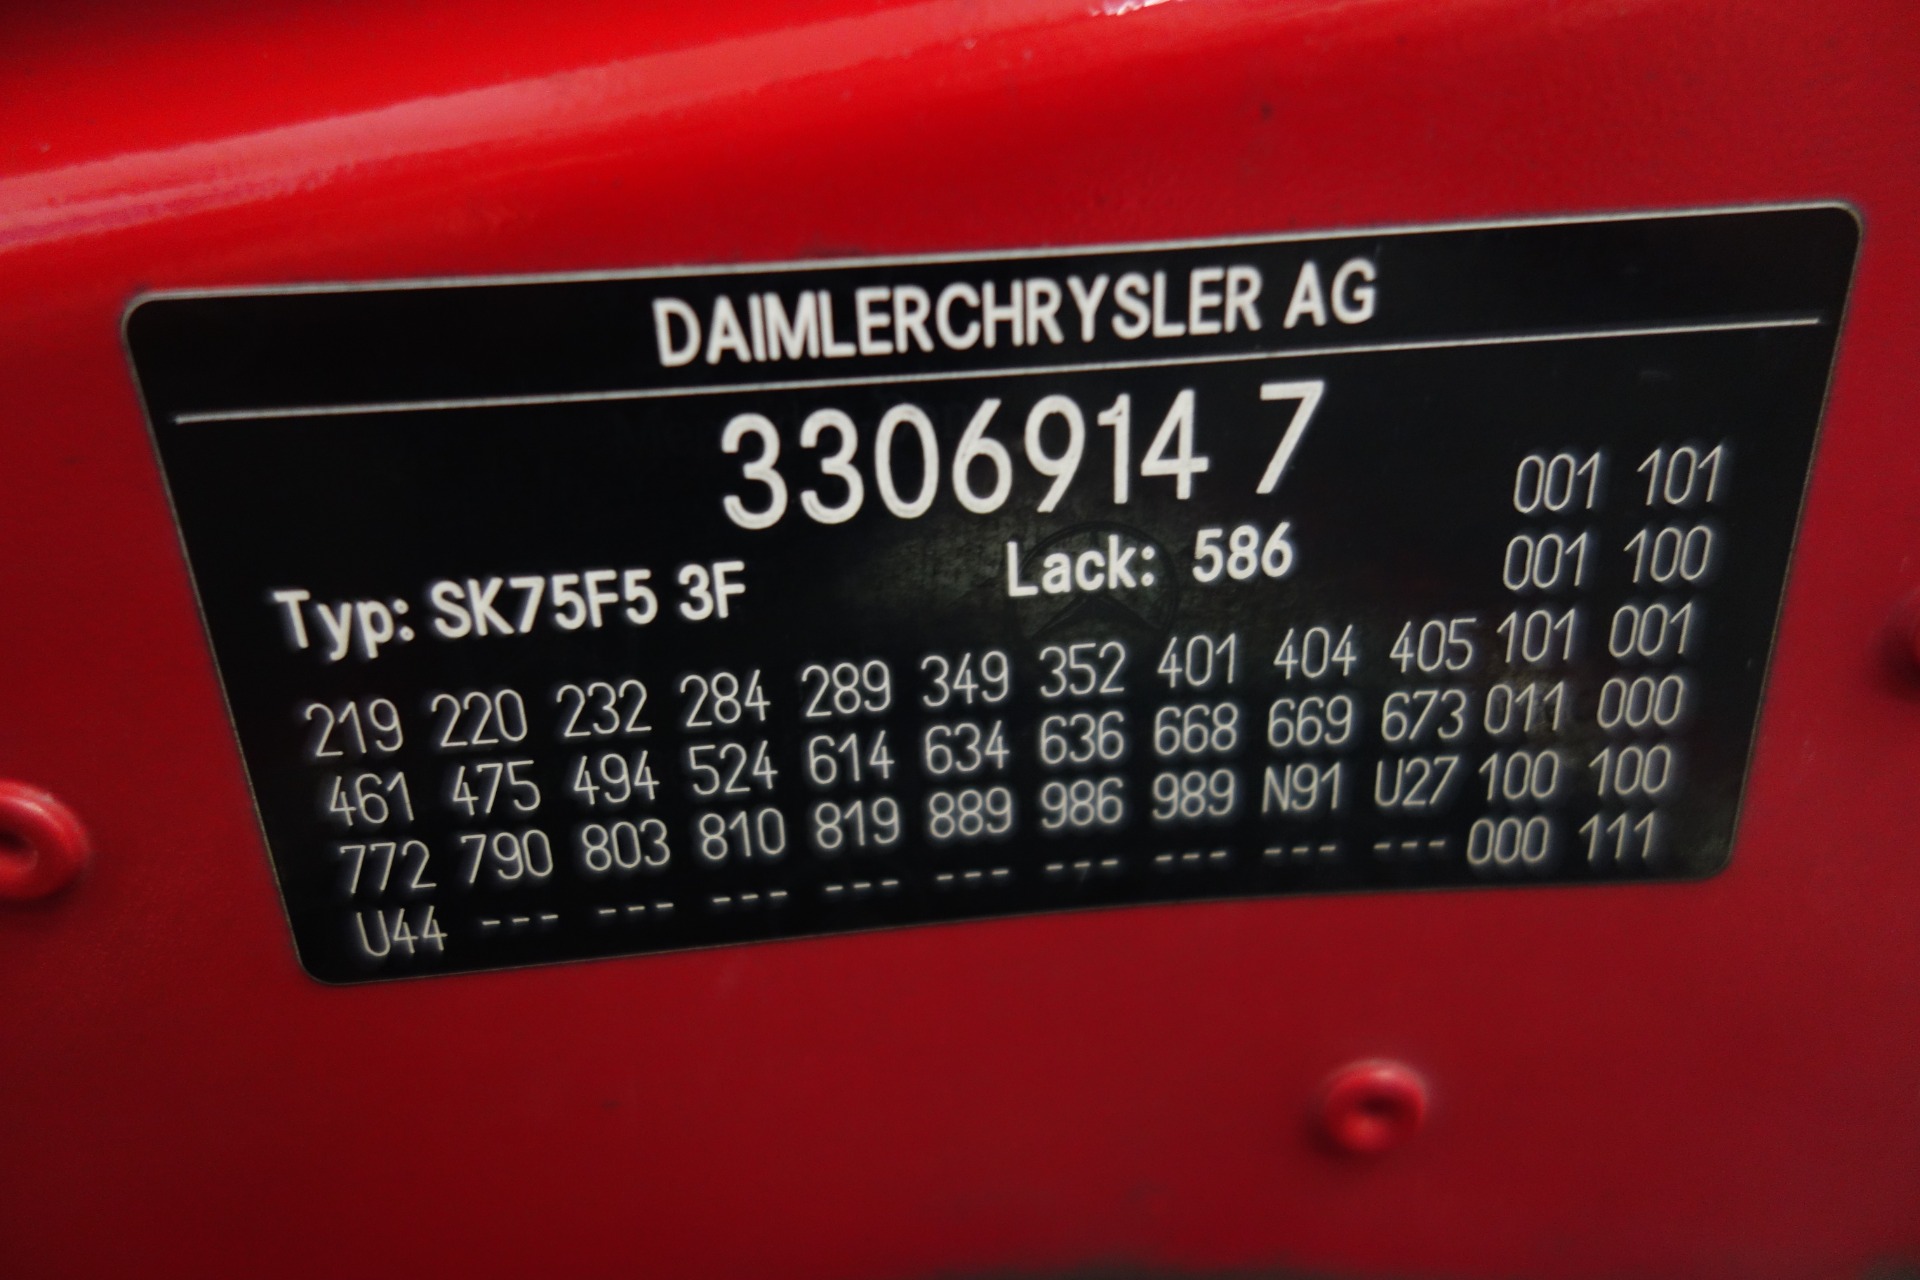 DAIMLERCHRYSLER AG
3306914 7
001 101
Typ: SK75F5 3F Lack: 586 001 100
219 220 232 284 289 349 352 401 404 405 101 001
461 475 494 524 614 634 636 668 669 673 011 000
772 790 803 810 819 889 986 989 N91 U27 100 100
U44 --- --- --- --- --- --- --- --- --- 000 111